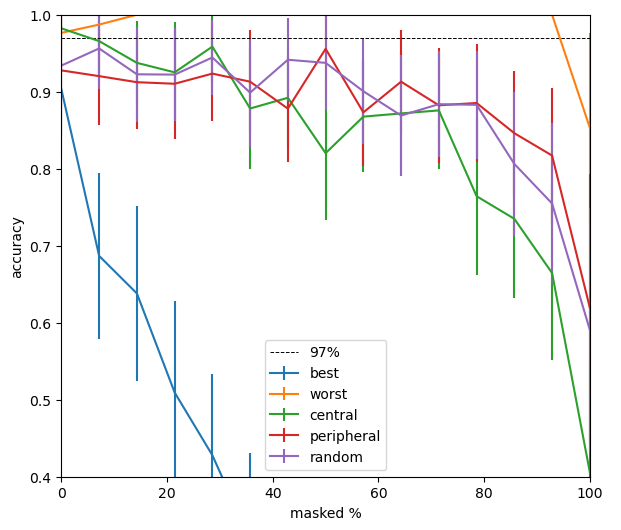 1.0
0.9
0.8
0.7
0.6
0.5
0.4
accuracy
97%
best
worst
central
peripheral
random
0 20 40 60 80 100
masked %